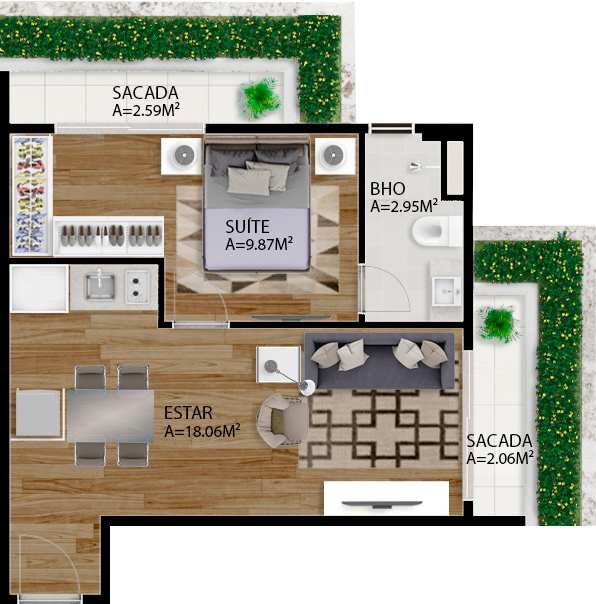 SACADA
A=2.59M²
BHO
A=2.95M²
SUÍTE
A=9.87M²
ESTAR
A=18.06M²
SACADA
A=2.06M²